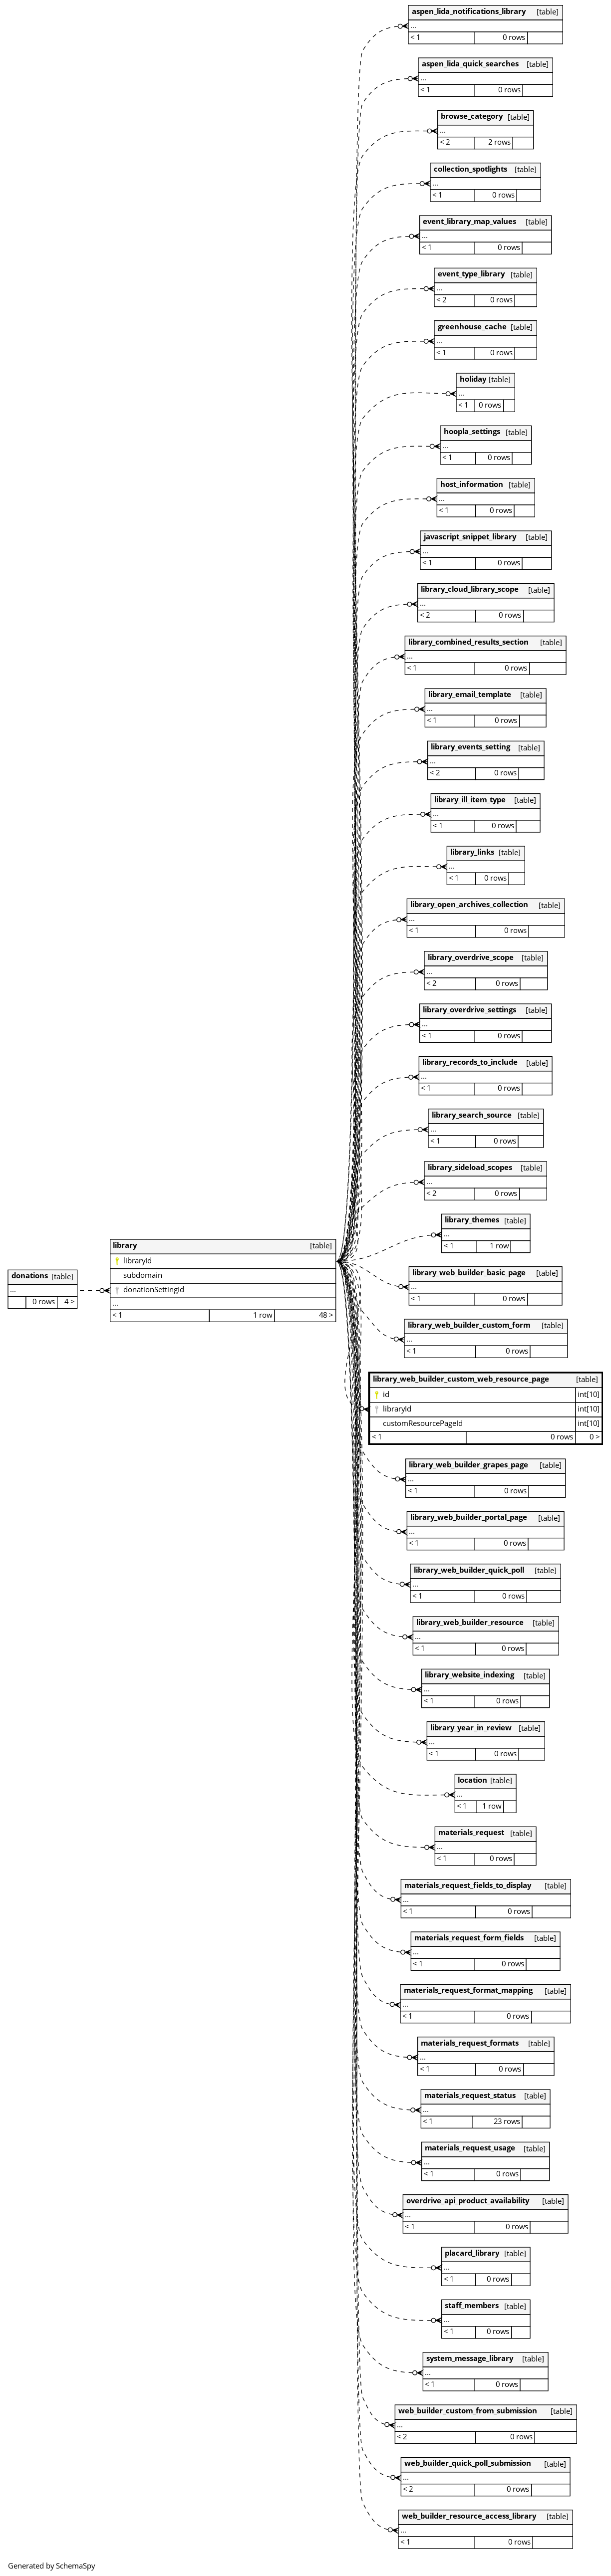 aspen_lida_notifications_library [table]
...
< 1 0 rows
aspen_lida_quick_searches [table]
...
< 1 0 rows
browse_category [table]
...
< 2 2 rows
collection_spotlights [table]
...
< 1 0 rows
event_library_map_values [table]
...
< 1 0 rows
event_type_library [table]
...
< 2 0 rows
greenhouse_cache [table]
...
< 1 0 rows
holiday [table]
...
< 1 0 rows
hoopla_settings [table]
...
< 1 0 rows
host_information [table]
...
< 1 0 rows
javascript_snippet_library [table]
...
< 1 0 rows
library_cloud_library_scope [table]
...
< 2 0 rows
library_combined_results_section [table]
...
< 1 0 rows
library_email_template [table]
...
< 1 0 rows
library_events_setting [table]
...
< 2 0 rows
library_ill_item_type [table]
...
< 1 0 rows
library_links [table]
...
< 1 0 rows
library_open_archives_collection [table]
...
< 1 0 rows
library_overdrive_scope [table]
...
< 2 0 rows
library_overdrive_settings [table]
...
< 1 0 rows
library_records_to_include [table]
...
< 1 0 rows
library_search_source [table]
...
< 1 0 rows
library_sideload_scopes [table]
...
< 2 0 rows
library_themes [table]
...
< 1 1 row
donations [table]
...
0 rows 4 >
library [table]
libraryId
subdomain
donationSettingId
...
< 1 1 row 48 >
library_web_builder_basic_page [table]
...
< 1 0 rows
library_web_builder_custom_form [table]
...
< 1 0 rows
library_web_builder_custom_web_resource_page [table]
id int[10]
libraryId int[10]
customResourcePageId int[10]
< 1 0 rows 0 >
library_web_builder_grapes_page [table]
...
< 1 0 rows
library_web_builder_portal_page [table]
...
< 1 0 rows
library_web_builder_quick_poll [table]
...
< 1 0 rows
library_web_builder_resource [table]
...
< 1 0 rows
library_website_indexing [table]
...
< 1 0 rows
library_year_in_review [table]
...
< 1 0 rows
location [table]
...
< 1 1 row
materials_request [table]
...
< 1 0 rows
materials_request_fields_to_display [table]
...
< 1 0 rows
materials_request_form_fields [table]
...
< 1 0 rows
materials_request_format_mapping [table]
...
< 1 0 rows
materials_request_formats [table]
...
< 1 0 rows
materials_request_status [table]
...
< 1 23 rows
materials_request_usage [table]
...
< 1 0 rows
overdrive_api_product_availability [table]
...
< 1 0 rows
placard_library [table]
...
< 1 0 rows
staff_members [table]
...
< 1 0 rows
system_message_library [table]
...
< 1 0 rows
web_builder_custom_from_submission [table]
...
< 2 0 rows
web_builder_quick_poll_submission [table]
...
< 2 0 rows
web_builder_resource_access_library [table]
...
< 1 0 rows
Generated by SchemaSpy